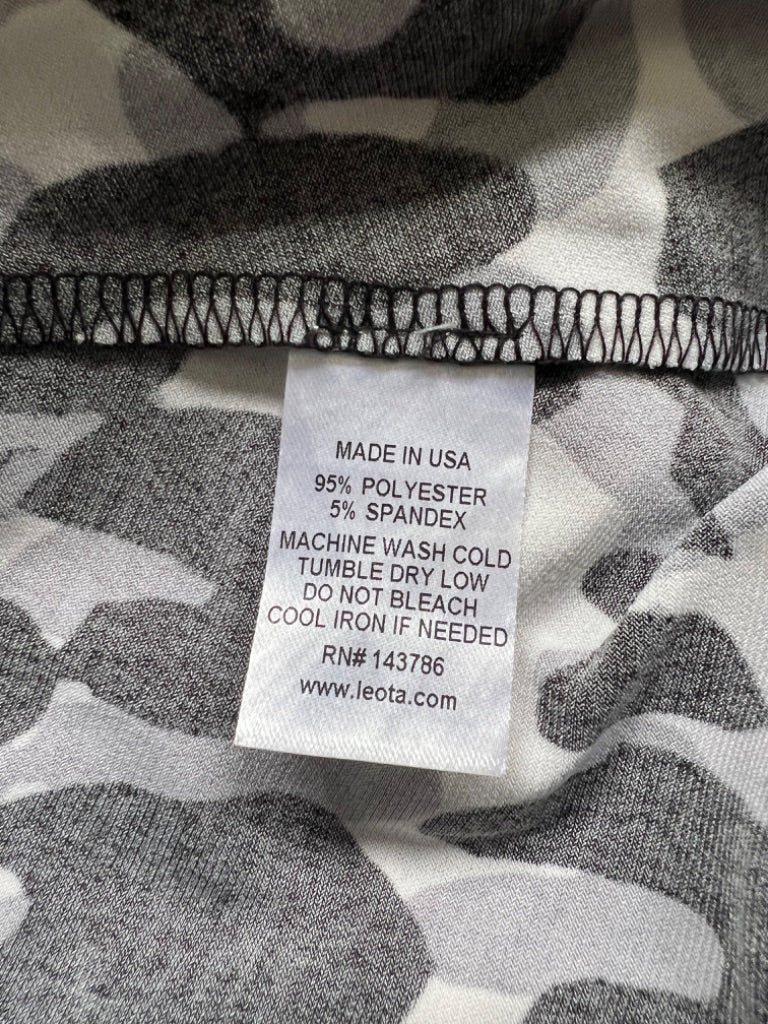 MADE IN USA
95% POLYESTER
5% SPANDEX
MACHINE WASH COLD
TUMBLE DRY LOW
DO NOT BLEACH
COOL IRON IF NEEDED
RN# 143786
www.leota.com